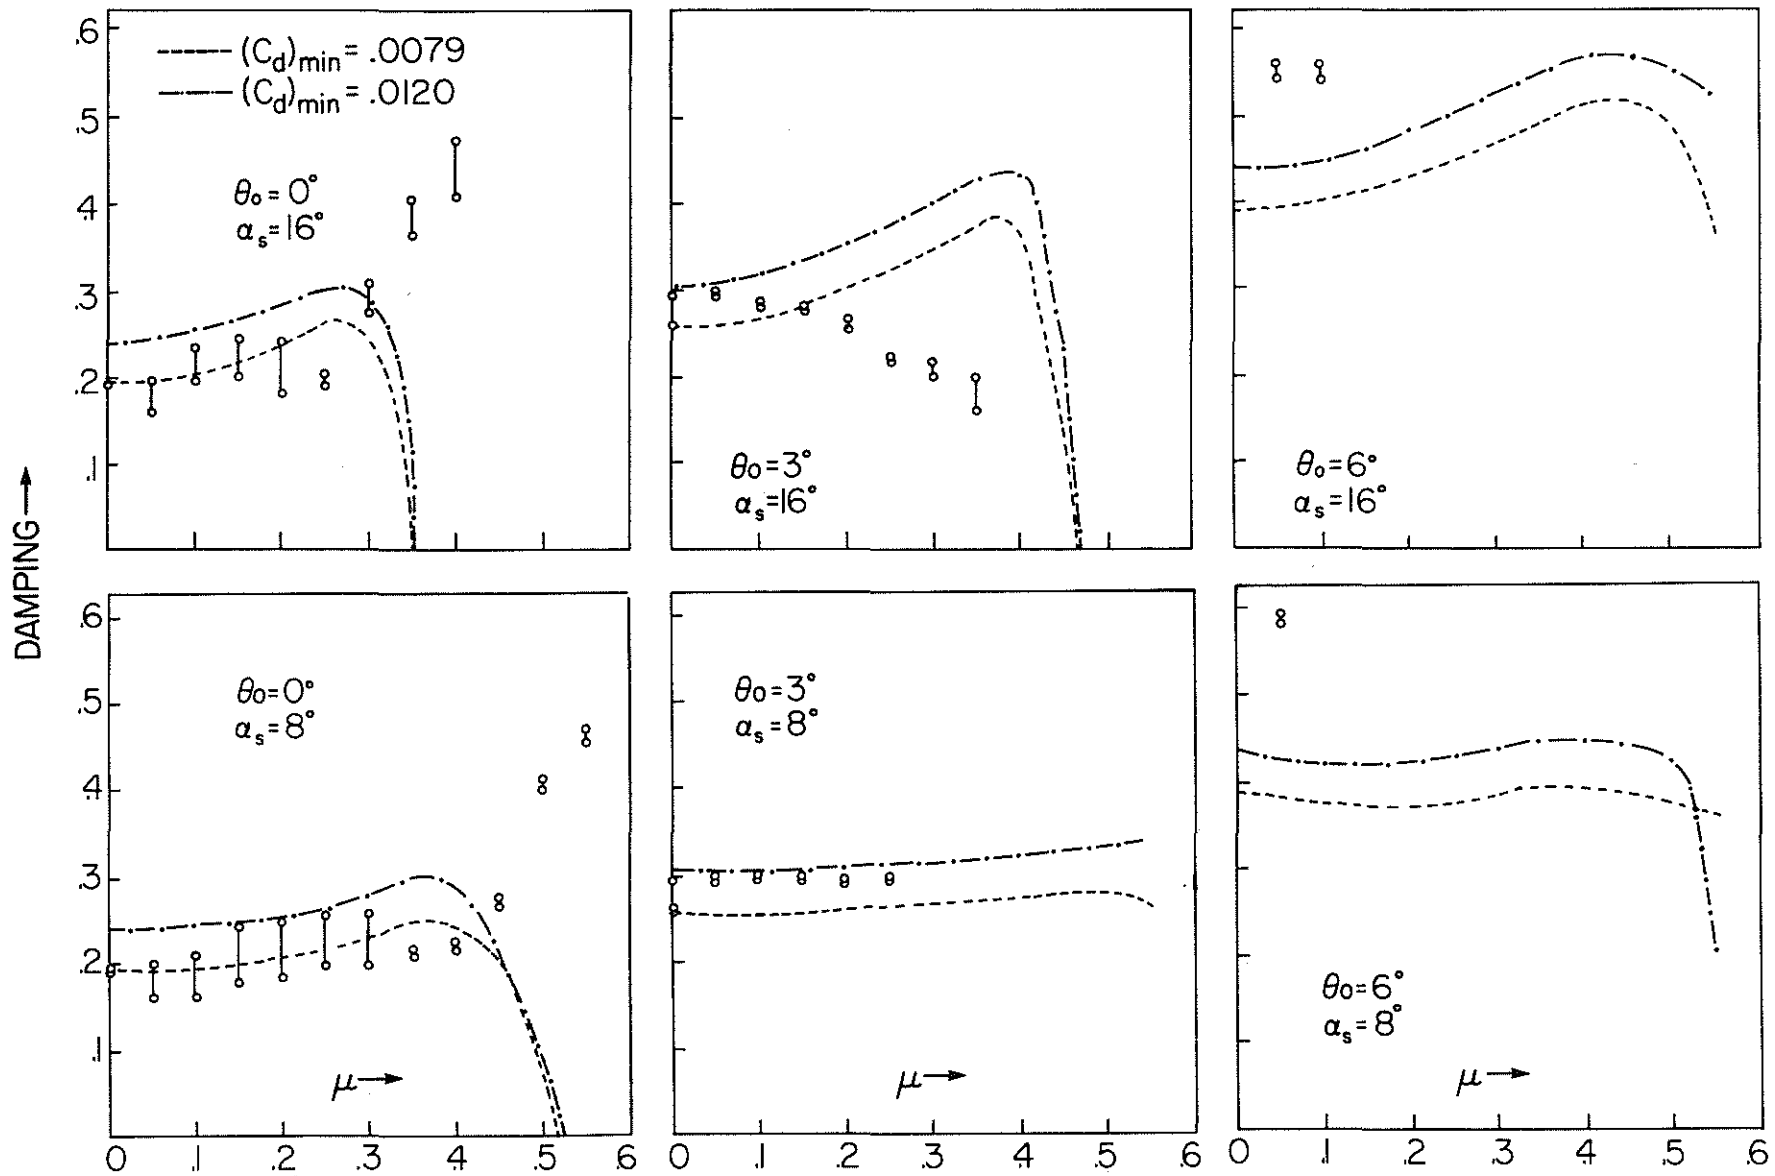 .6
.5
.4
.3
.2
.1
(Cd)min = .0079
(Cd)min = .0120
θo = 0°
αs = 16°
θo = 3°
αs = 16°
θo = 6°
αs = 16°
DAMPING →
.6
.5
.4
.3
.2
.1
θo = 0°
αs = 8°
θo = 3°
αs = 8°
θo = 6°
αs = 8°
μ →
μ →
μ →
0 .1 .2 .3 .4 .5 .6
0 .1 .2 .3 .4 .5 .6
0 .1 .2 .3 .4 .5 .6